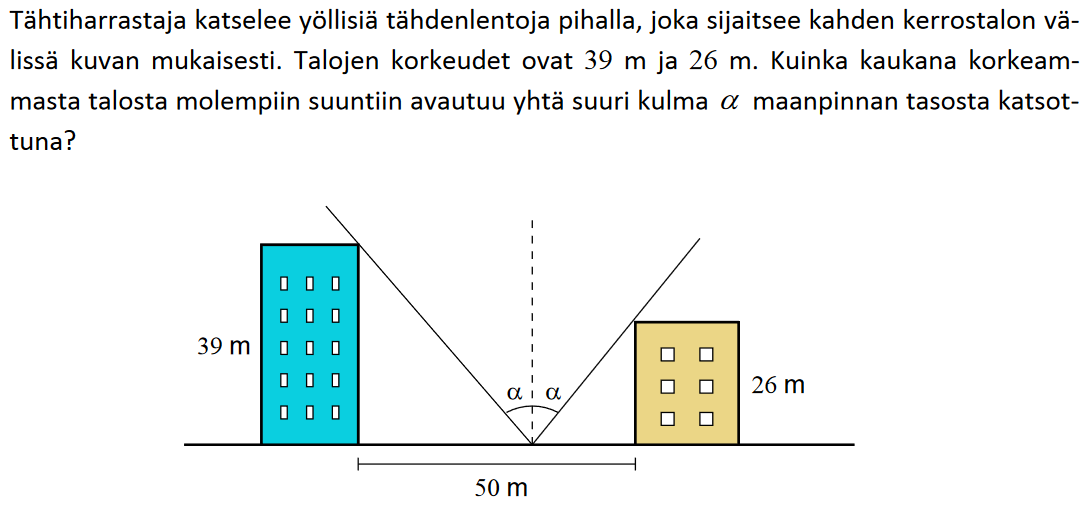 Tähtiharrastaja katselee yöllisiä tähdenlentoja pihalla, joka sijaitsee kahden kerrostalon vä-
lissä kuvan mukaisesti. Talojen korkeudet ovat 39 m ja 26 m. Kuinka kaukana korkeam-
masta talosta molempiin suuntiin avautuu yhtä suuri kulma α maanpinnan tasosta katsot-
tuna?
39 m
α α
26 m
50 m